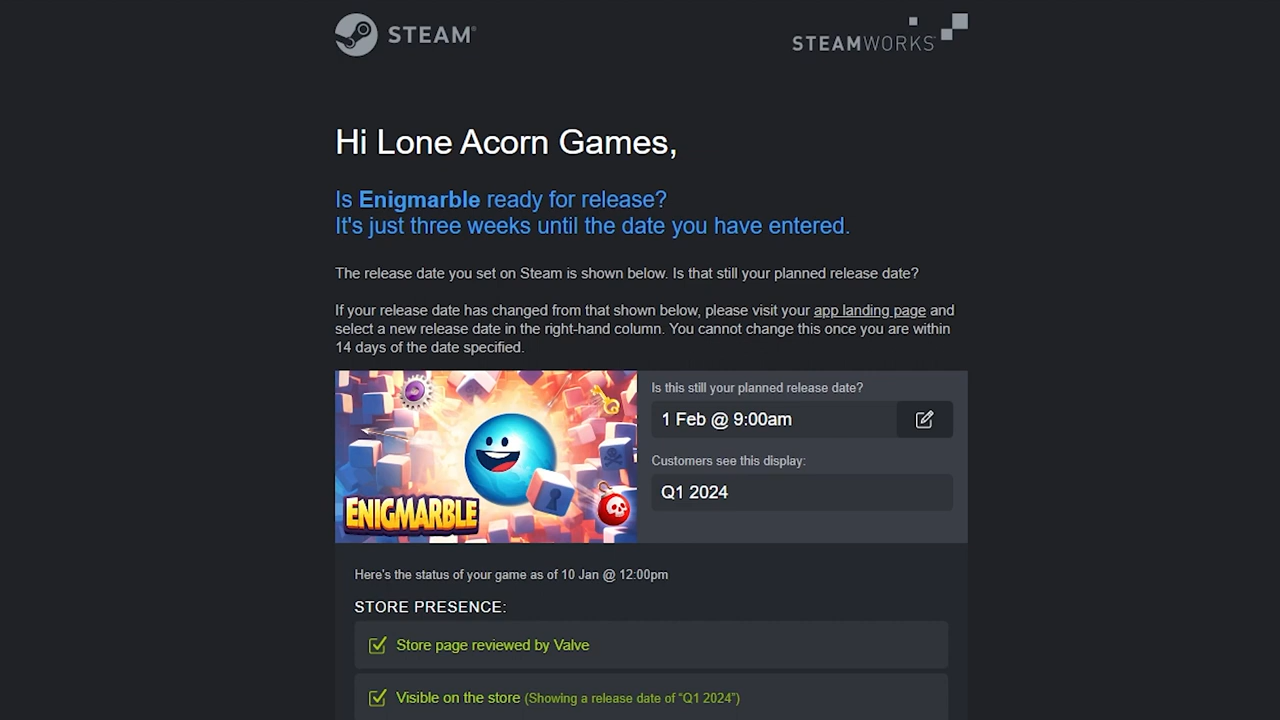 STEAM®
STEAMWORKS™
Hi Lone Acorn Games,
Is Enigmarble ready for release?
It's just three weeks until the date you have entered.
The release date you set on Steam is shown below. Is that still your planned release date?
If your release date has changed from that shown below, please visit your app landing page and
select a new release date in the right-hand column. You cannot change this once you are within
14 days of the date specified.
ENIGMARBLE
Is this still your planned release date?
1 Feb @ 9:00am
Customers see this display:
Q1 2024
Here's the status of your game as of 10 Jan @ 12:00pm
STORE PRESENCE:
Store page reviewed by Valve
Visible on the store (Showing a release date of “Q1 2024”)